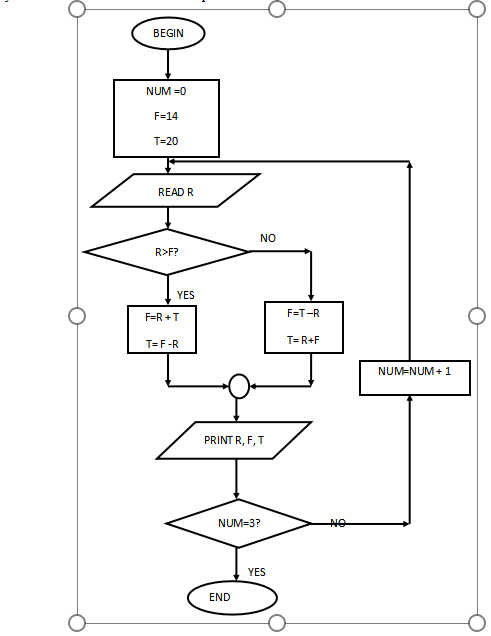 BEGIN
NUM =0
F=14
T=20
READ R
R>F?
NO
YES
F=R + T
T= F -R
F=T –R
T= R+F
NUM=NUM + 1
PRINT R, F, T
NUM=3?
NO
YES
END